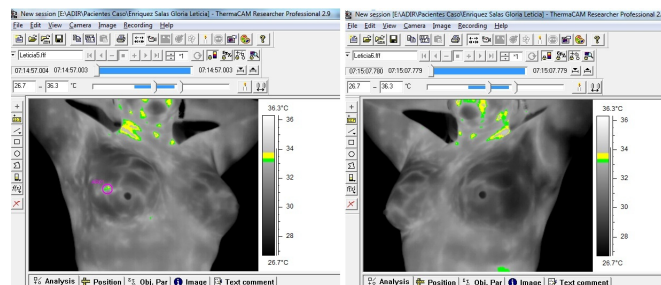 New session [E:\ADIR\Pacientes Caso\Enriquez Salas Gloria Leticia] - ThermaCAM Researcher Professional 2.9
File Edit View Camera Image Recording Help
Leticia5.fff
07:14:57.004 07:14:57.003 07:14:57.003
26.7 - 36.3 °C
36.3°C
36
34
32
30
28
26.7°C
Analysis Position Obj. Par Image Text comment
New session [E:\ADIR\Pacientes Caso\Enriquez Salas Gloria Leticia] - ThermaCAM Researcher Professional 2.
File Edit View Camera Image Recording Help
Leticia6.fff
07:15:07.780 07:15:07.779 07:15:07.779
26.7 - 36.3 °C
36.3°C
36
34
32
30
28
26.7°C
Analysis Position Obj. Par Image Text comment